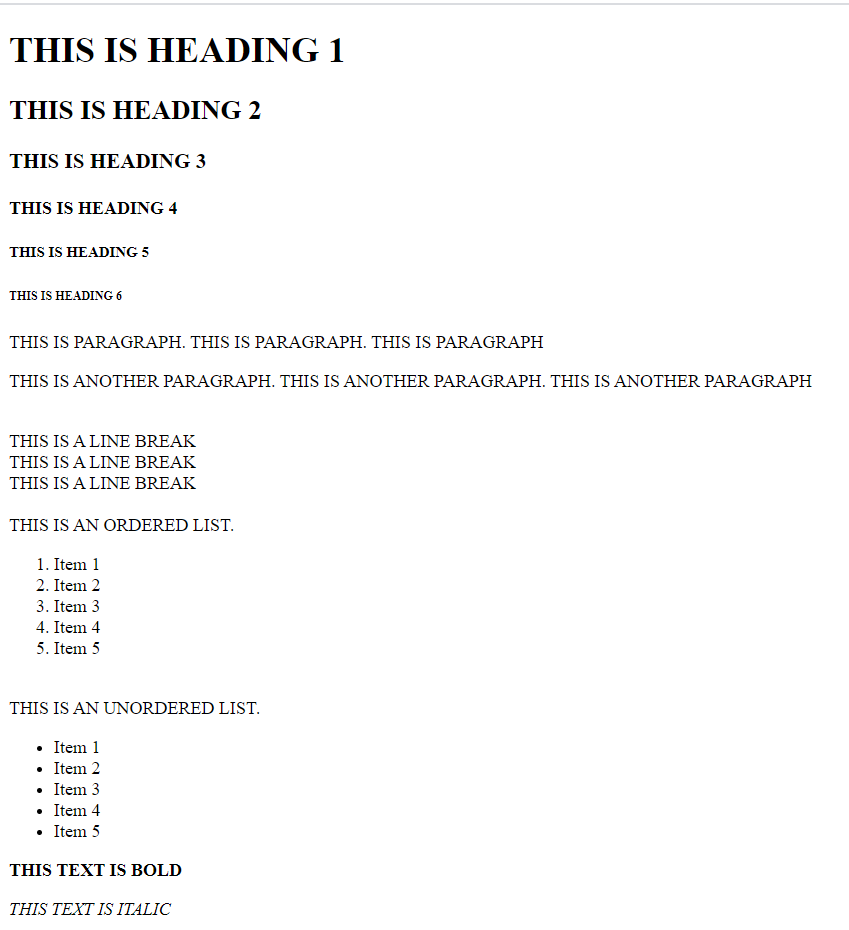 THIS IS HEADING 1
THIS IS HEADING 2
THIS IS HEADING 3
THIS IS HEADING 4
THIS IS HEADING 5
THIS IS HEADING 6
THIS IS PARAGRAPH. THIS IS PARAGRAPH. THIS IS PARAGRAPH
THIS IS ANOTHER PARAGRAPH. THIS IS ANOTHER PARAGRAPH. THIS IS ANOTHER PARAGRAPH
THIS IS A LINE BREAK
THIS IS A LINE BREAK
THIS IS A LINE BREAK
THIS IS AN ORDERED LIST.
1. Item 1
2. Item 2
3. Item 3
4. Item 4
5. Item 5
THIS IS AN UNORDERED LIST.
• Item 1
• Item 2
• Item 3
• Item 4
• Item 5
THIS TEXT IS BOLD
THIS TEXT IS ITALIC